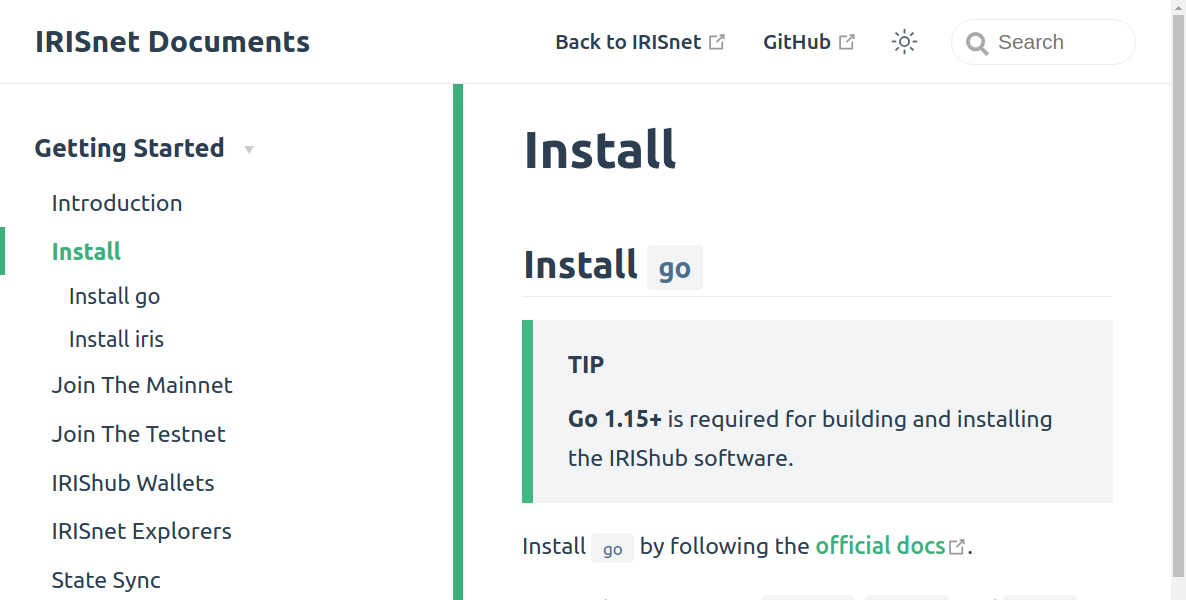 IRISnet Documents
Back to IRISnet
GitHub
Search
Getting Started
Introduction
Install
Install go
Install iris
Join The Mainnet
Join The Testnet
IRIShub Wallets
IRISnet Explorers
State Sync
Install
Install go
TIP
Go 1.15+ is required for building and installing
the IRIShub software.
Install go by following the official docs.